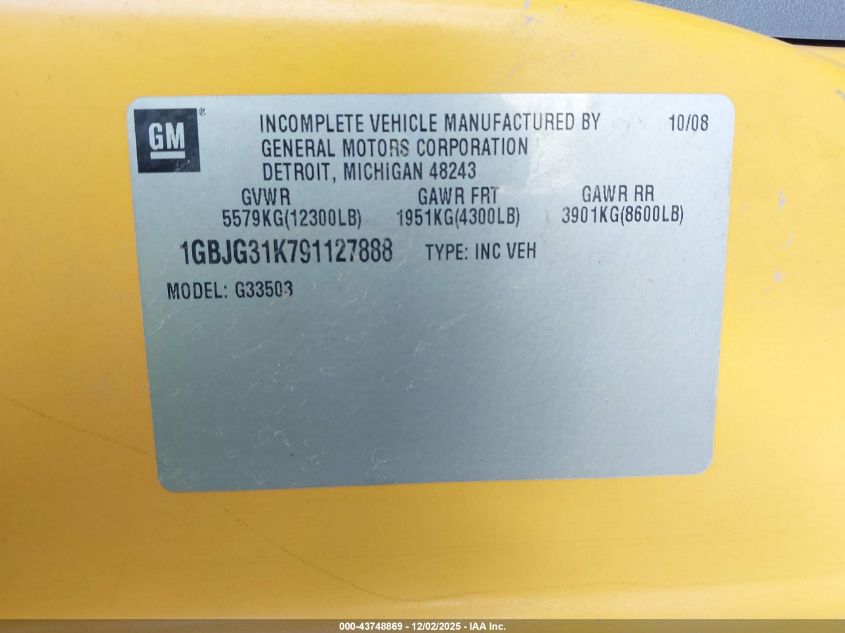 GM ®
INCOMPLETE VEHICLE MANUFACTURED BY 10/08
GENERAL MOTORS CORPORATION
DETROIT, MICHIGAN 48243
GVWR GAWR FRT GAWR RR
5579KG(12300LB) 1951KG(4300LB) 3901KG(8600LB)
1GBJG31K791127888 TYPE: INC VEH
MODEL: G33503
000-43748869 - 12/02/2025 - IAA Inc.